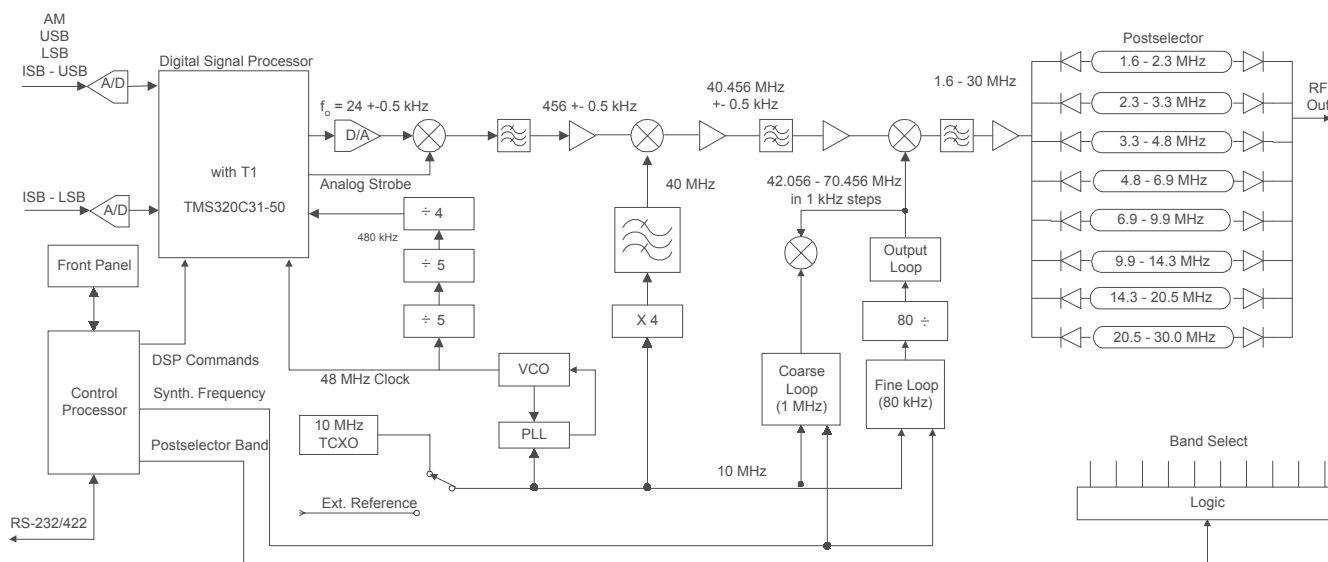 AM
USB
LSB
ISB - USB
A/D
Digital Signal Processor
with T1
TMS320C31-50
ISB - LSB
A/D
f_o = 24 +-0.5 kHz
D/A
Analog Strobe
456 +- 0.5 kHz
40.456 MHz
+- 0.5 kHz
1.6 - 30 MHz
Postselector
1.6 - 2.3 MHz
2.3 - 3.3 MHz
3.3 - 4.8 MHz
4.8 - 6.9 MHz
6.9 - 9.9 MHz
9.9 - 14.3 MHz
14.3 - 20.5 MHz
20.5 - 30.0 MHz
RF
Out
40 MHz
42.056 - 70.456 MHz
in 1 kHz steps
÷ 4
480 kHz
÷ 5
÷ 5
X 4
Output
Loop
80 ÷
Coarse
Loop
(1 MHz)
Fine Loop
(80 kHz)
Front Panel
Control
Processor
DSP Commands
Synth. Frequency
Postselector Band
48 MHz Clock
VCO
PLL
10 MHz
TCXO
10 MHz
Ext. Reference
RS-232/422
Band Select
Logic